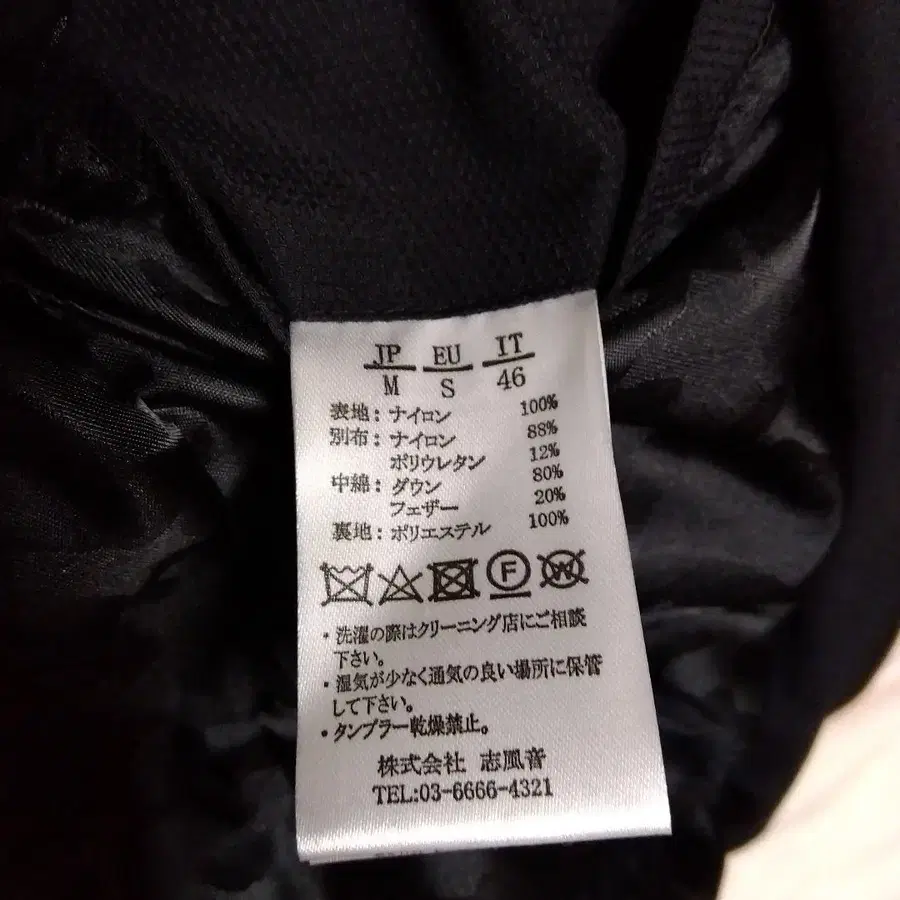 JP EU IT
M S 46
表地: ナイロン 100%
別布: ナイロン 88%
ポリウレタン 12%
中綿: ダウン 80%
フェザー 20%
裏地: ポリエステル 100%
F W
・洗濯の際はクリーニング店にご相談
下さい。
・湿気が少なく通気の良い場所に保管
して下さい。
・タンブラー乾燥禁止。
株式会社 志風音
TEL:03-6666-4321